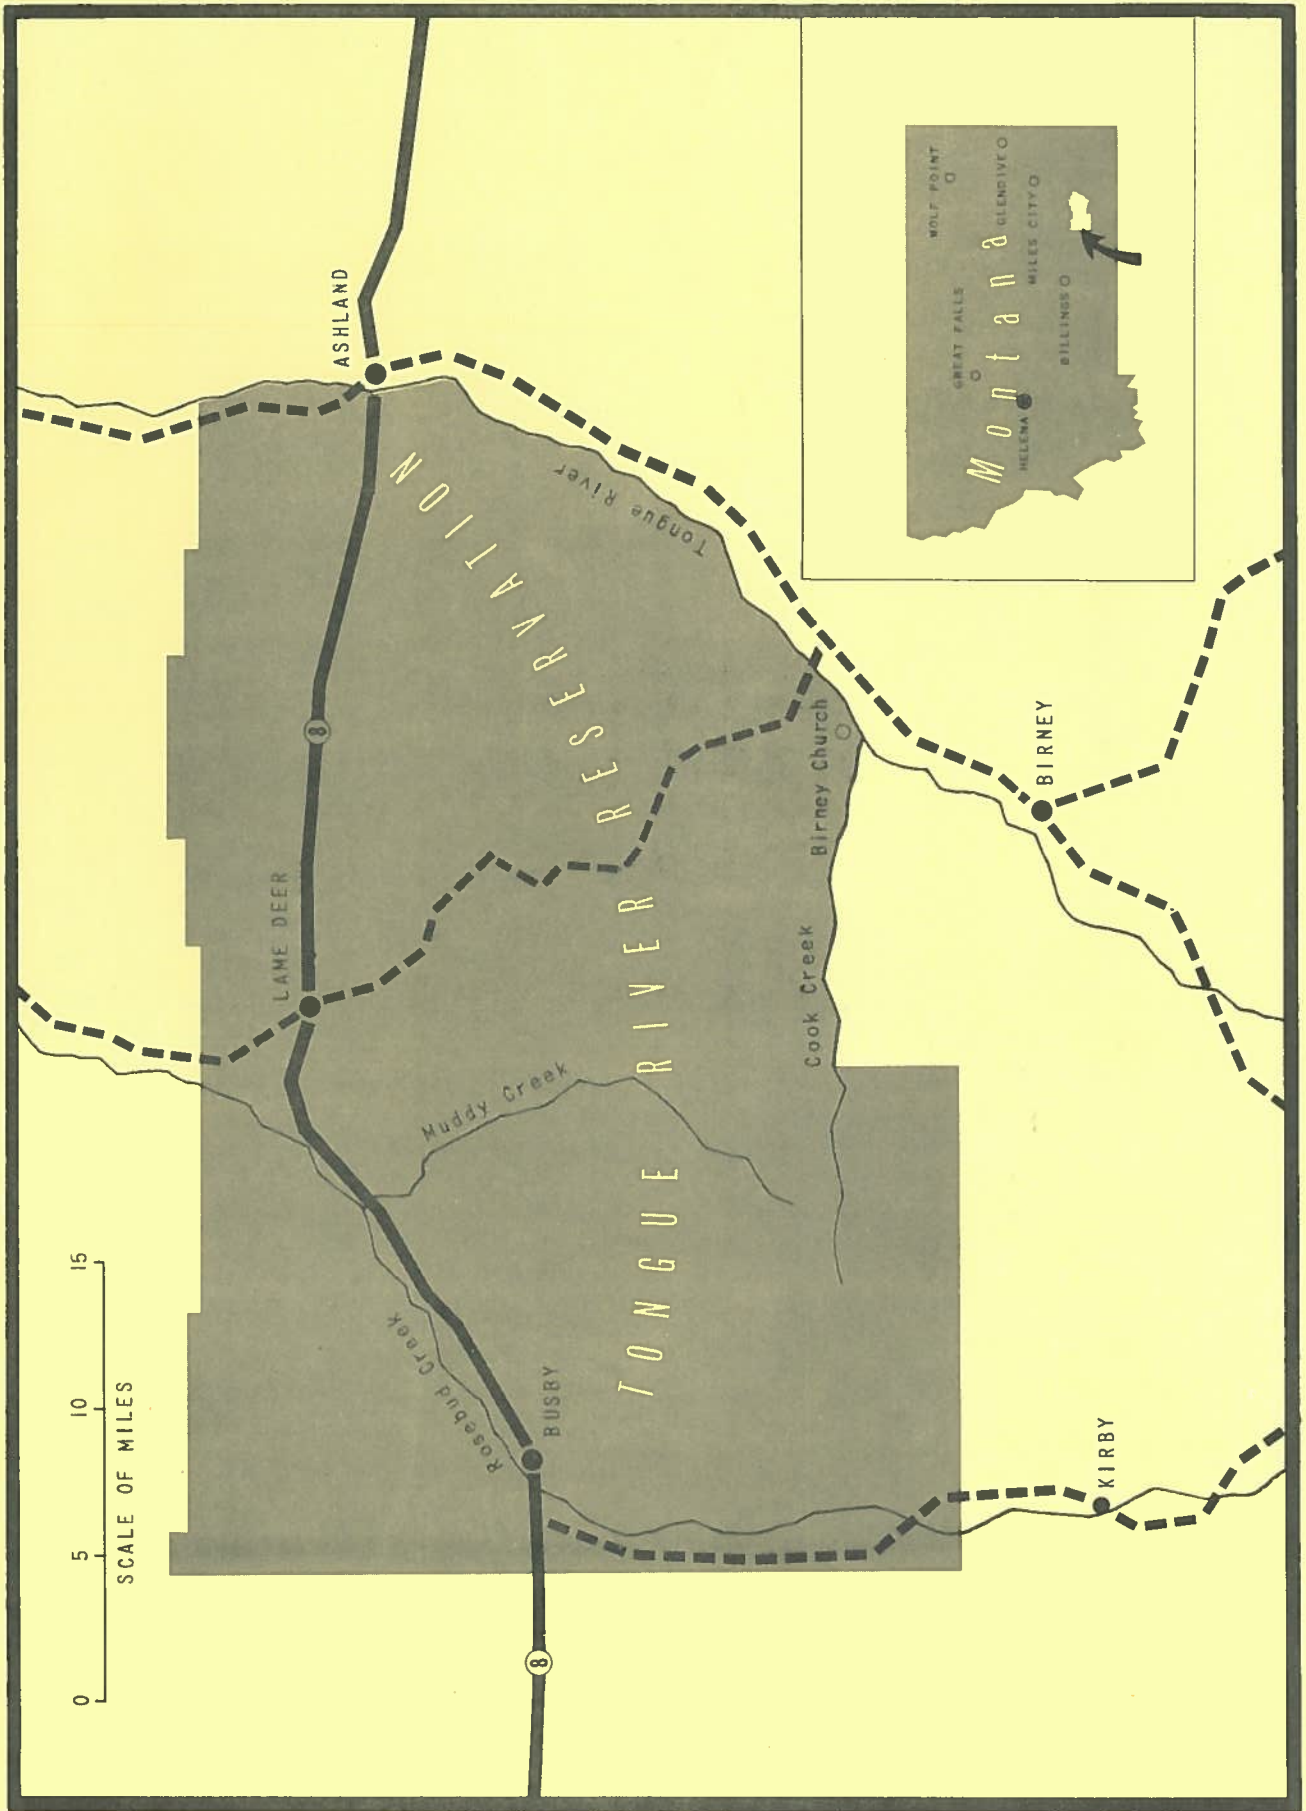 SCALE OF MILES
0 5 10 15
ASHLAND
LAME DEER
BUSBY
BIRNEY
KIRBY
8
8
TONGUE RIVER RESERVATION
Tongue River
Rosebud Creek
Muddy Creek
Cook Creek
Birney Church
Montana
WOLF POINT
GREAT FALLS
GLENDIVE
MILES CITY
HELENA
BILLINGS